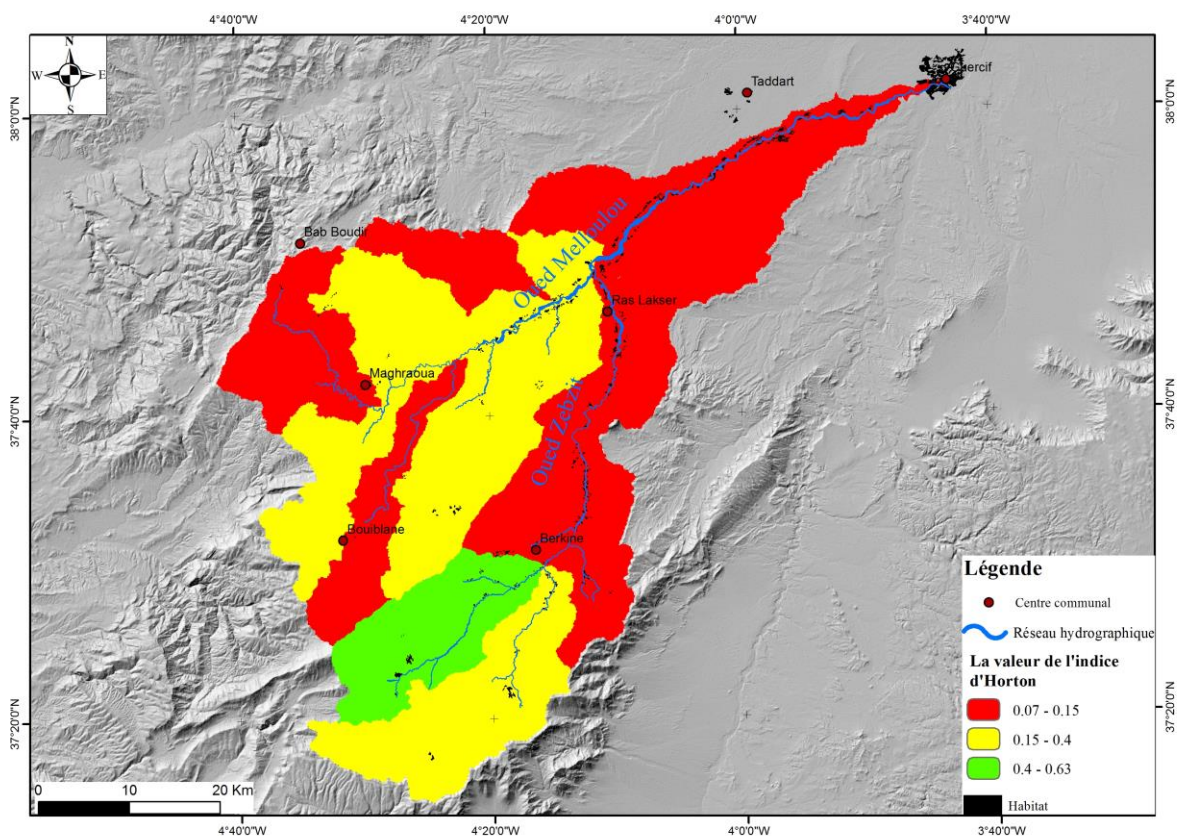 4°40'0"W 4°20'0"W 4°0'0"W 3°40'0"W
N
W E
S
38°0'0"N
38°0'0"N
Taddart
uercif
Bab Boudir
Oued Melloulou
Ras Lakser
Maghraoua
37°40'0"N
37°40'0"N
Oued Zebzit
Bouiblane
Berkine
37°20'0"N
37°20'0"N
Légende
Centre communal
Réseau hydrographique
La valeur de l'indice
d'Horton
0.07 - 0.15
0.15 - 0.4
0.4 - 0.63
Habitat
0 10 20 Km
4°40'0"W 4°20'0"W 4°0'0"W 3°40'0"W